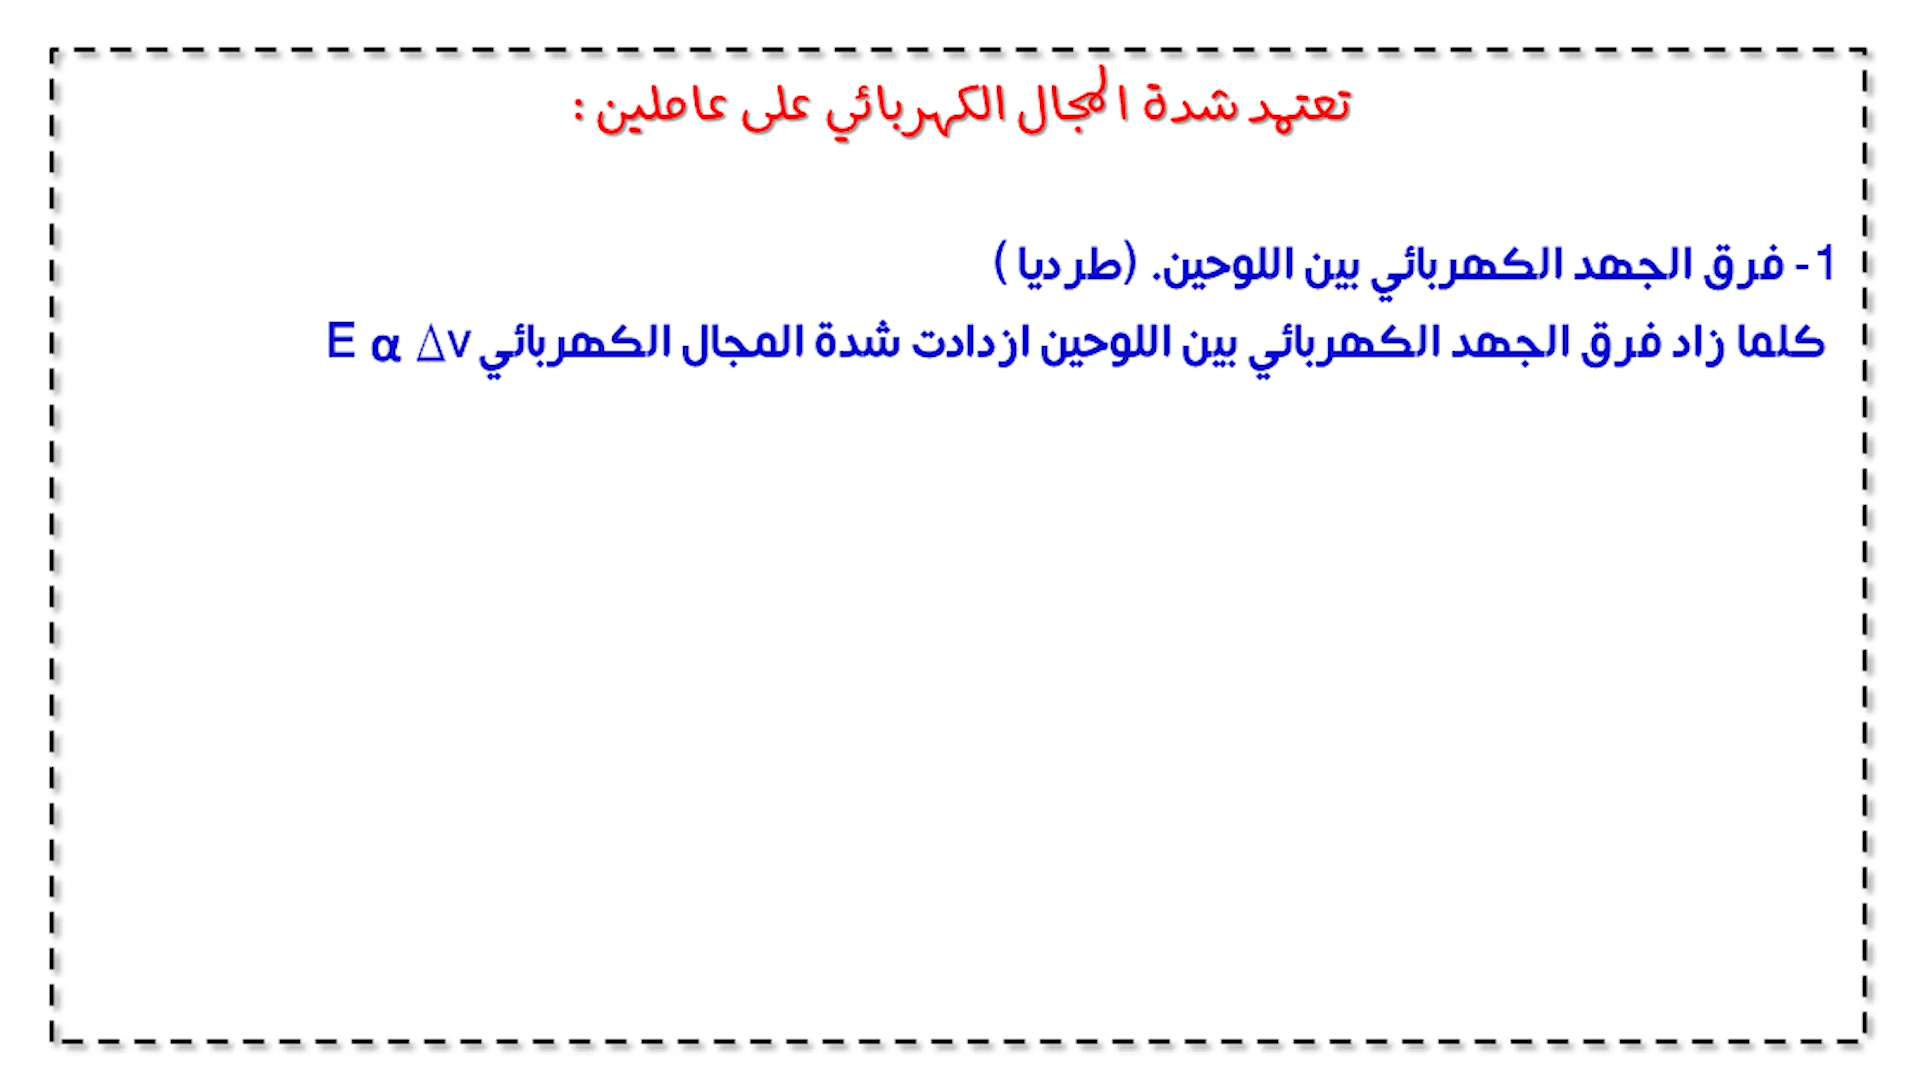 تعتمد شدة المجال الكهربائي على عاملين :
1- فرق الجهد الكهربائي بين اللوحين. (طرديا )
كلما زاد فرق الجهد الكهربائي بين اللوحين ازدادت شدة المجال الكهربائي E α ∆v